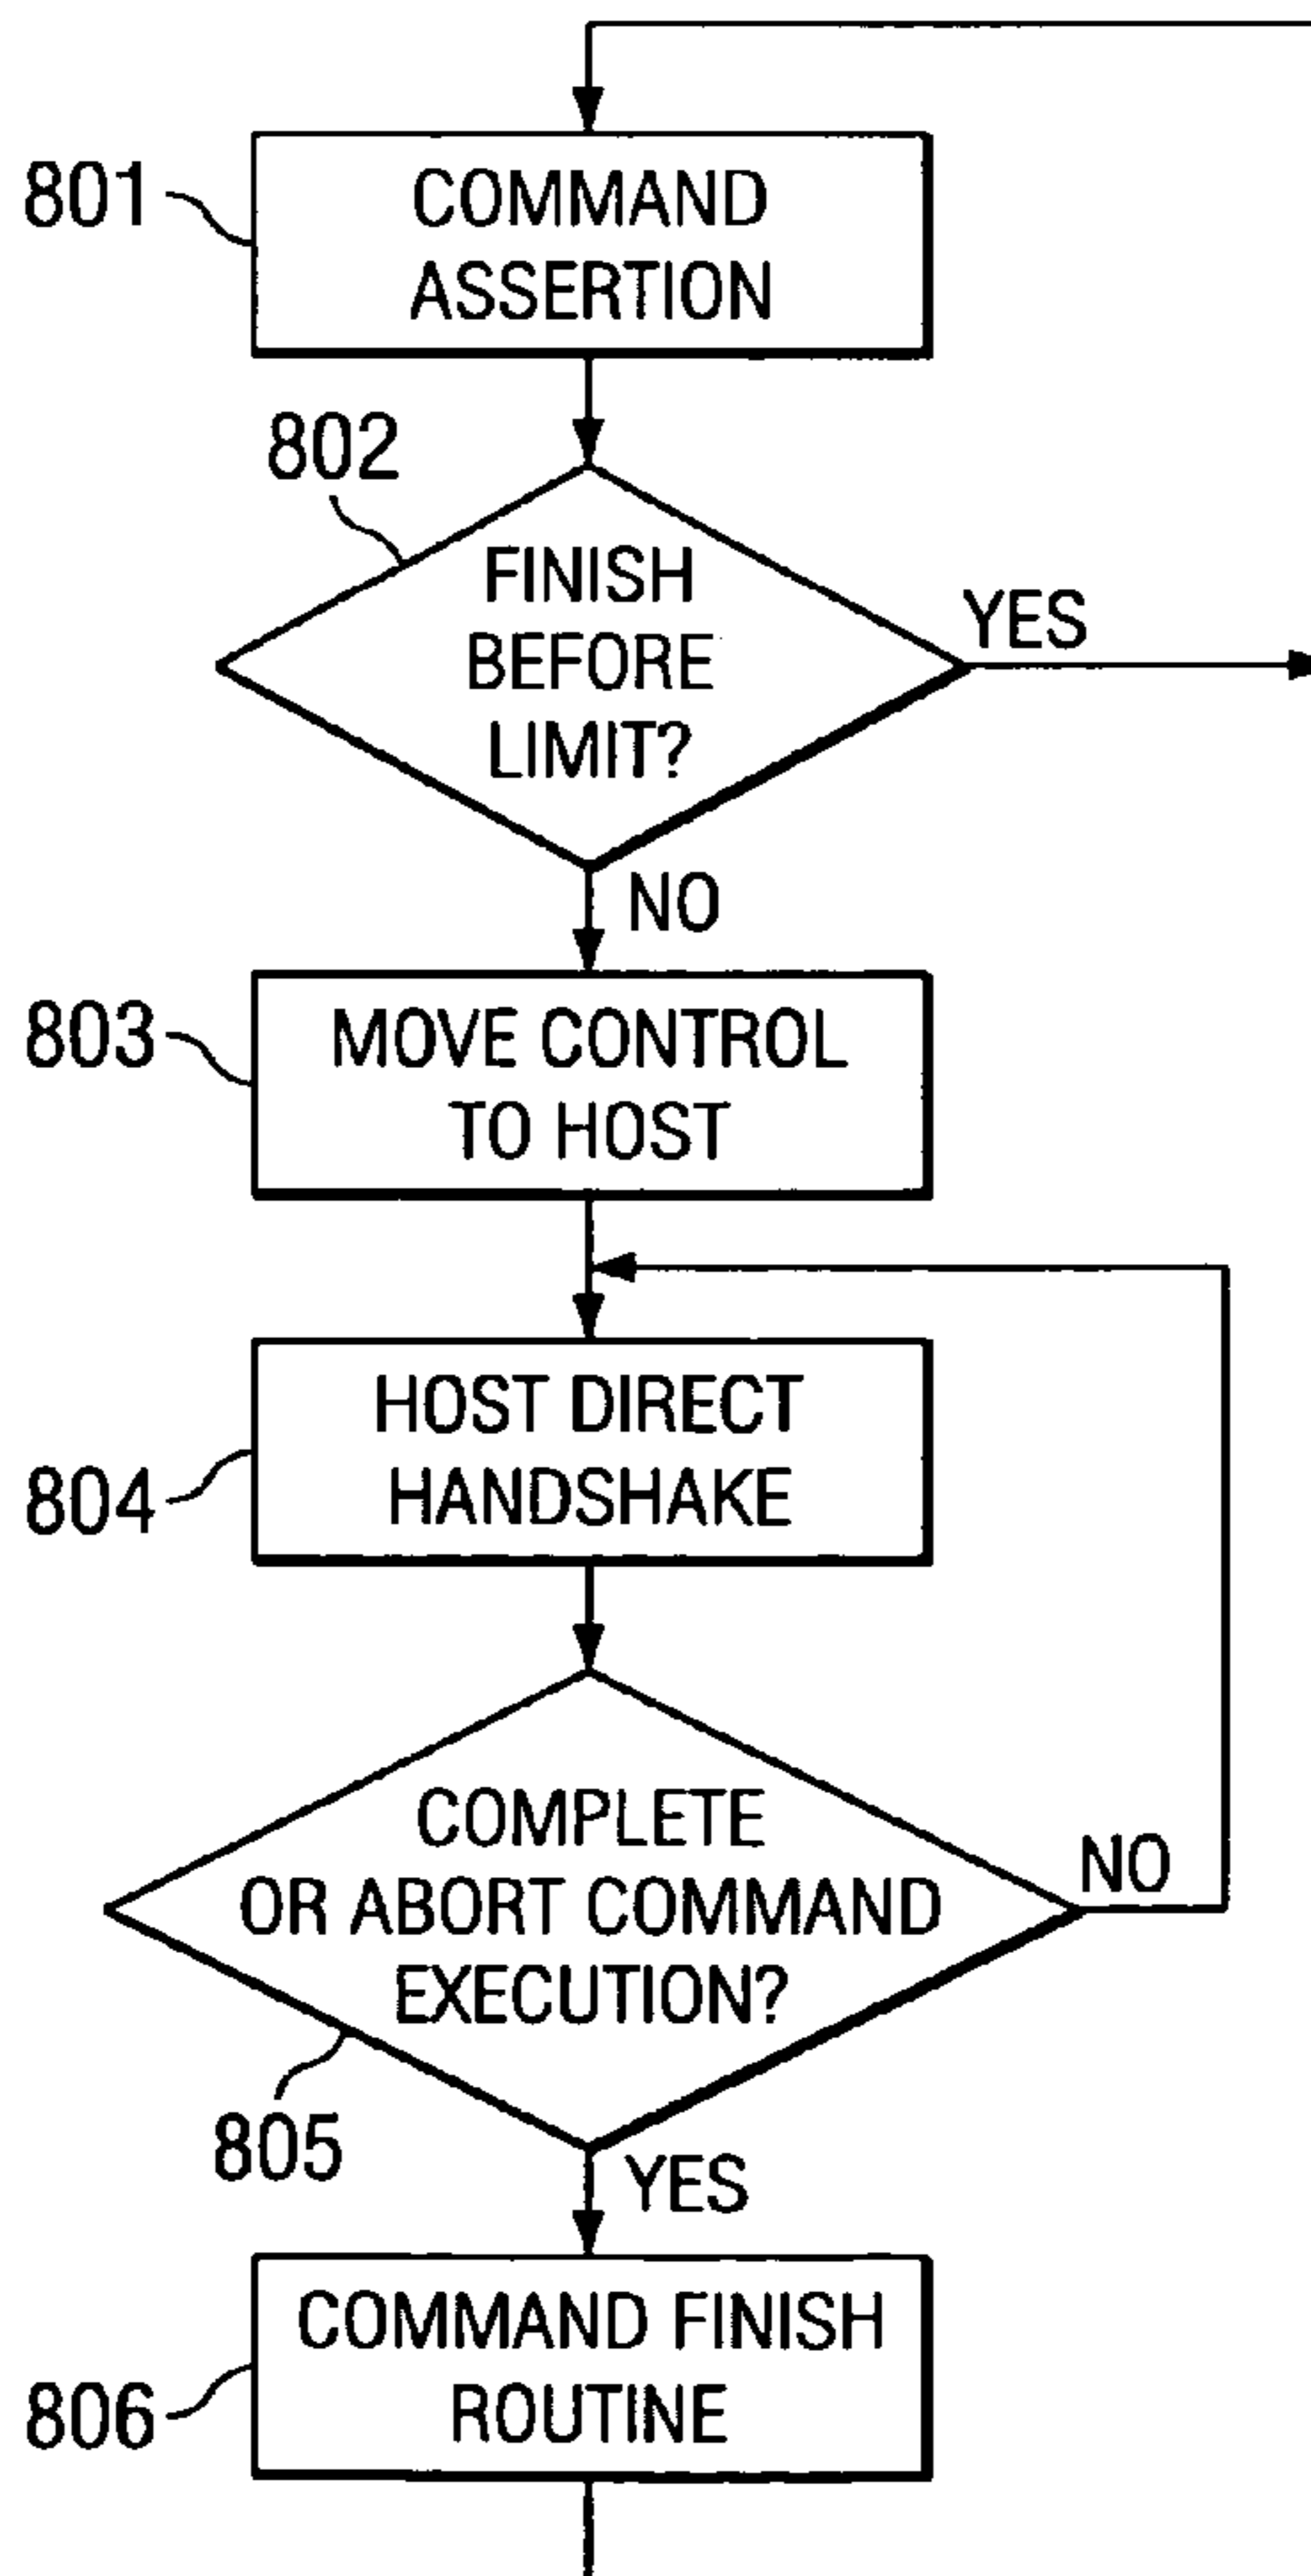 801
COMMAND
ASSERTION
802
FINISH
BEFORE
LIMIT?
YES
NO
803
MOVE CONTROL
TO HOST
HOST DIRECT
HANDSHAKE
804
COMPLETE
OR ABORT COMMAND
EXECUTION?
NO
805
YES
COMMAND FINISH
ROUTINE
806